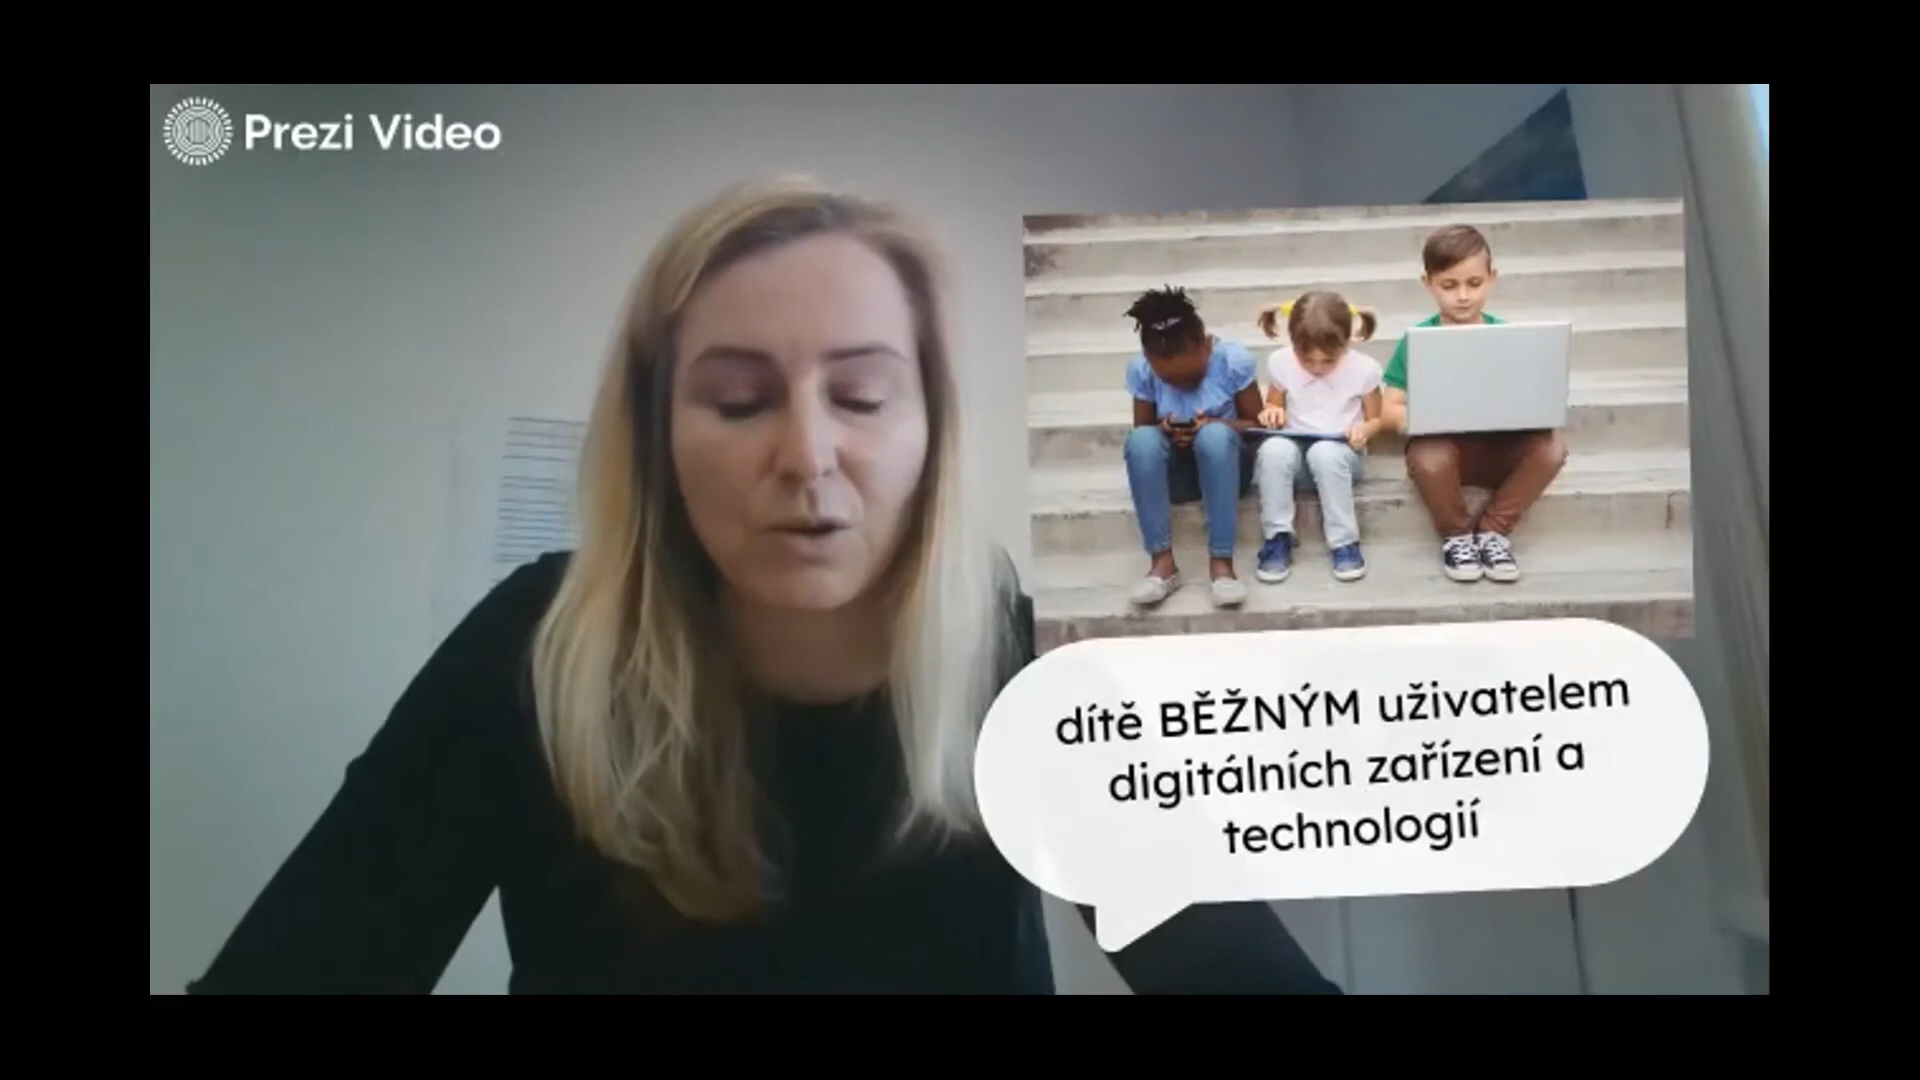 Prezi Video
dítě BĚŽNÝM uživatelem
digitálních zařízení a
technologií